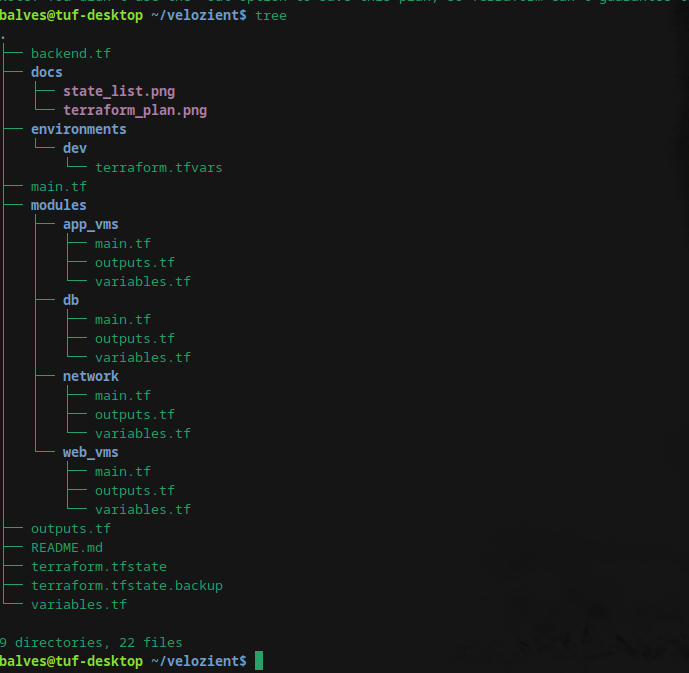 balves@tuf-desktop ~/velozient$ tree
.
├── backend.tf
├── docs
│   ├── state_list.png
│   └── terraform_plan.png
├── environments
│   └── dev
│       └── terraform.tfvars
├── main.tf
├── modules
│   ├── app_vms
│   │   ├── main.tf
│   │   ├── outputs.tf
│   │   └── variables.tf
│   ├── db
│   │   ├── main.tf
│   │   ├── outputs.tf
│   │   └── variables.tf
│   ├── network
│   │   ├── main.tf
│   │   ├── outputs.tf
│   │   └── variables.tf
│   └── web_vms
│       ├── main.tf
│       ├── outputs.tf
│       └── variables.tf
├── outputs.tf
├── README.md
├── terraform.tfstate
├── terraform.tfstate.backup
└── variables.tf

9 directories, 22 files
balves@tuf-desktop ~/velozient$